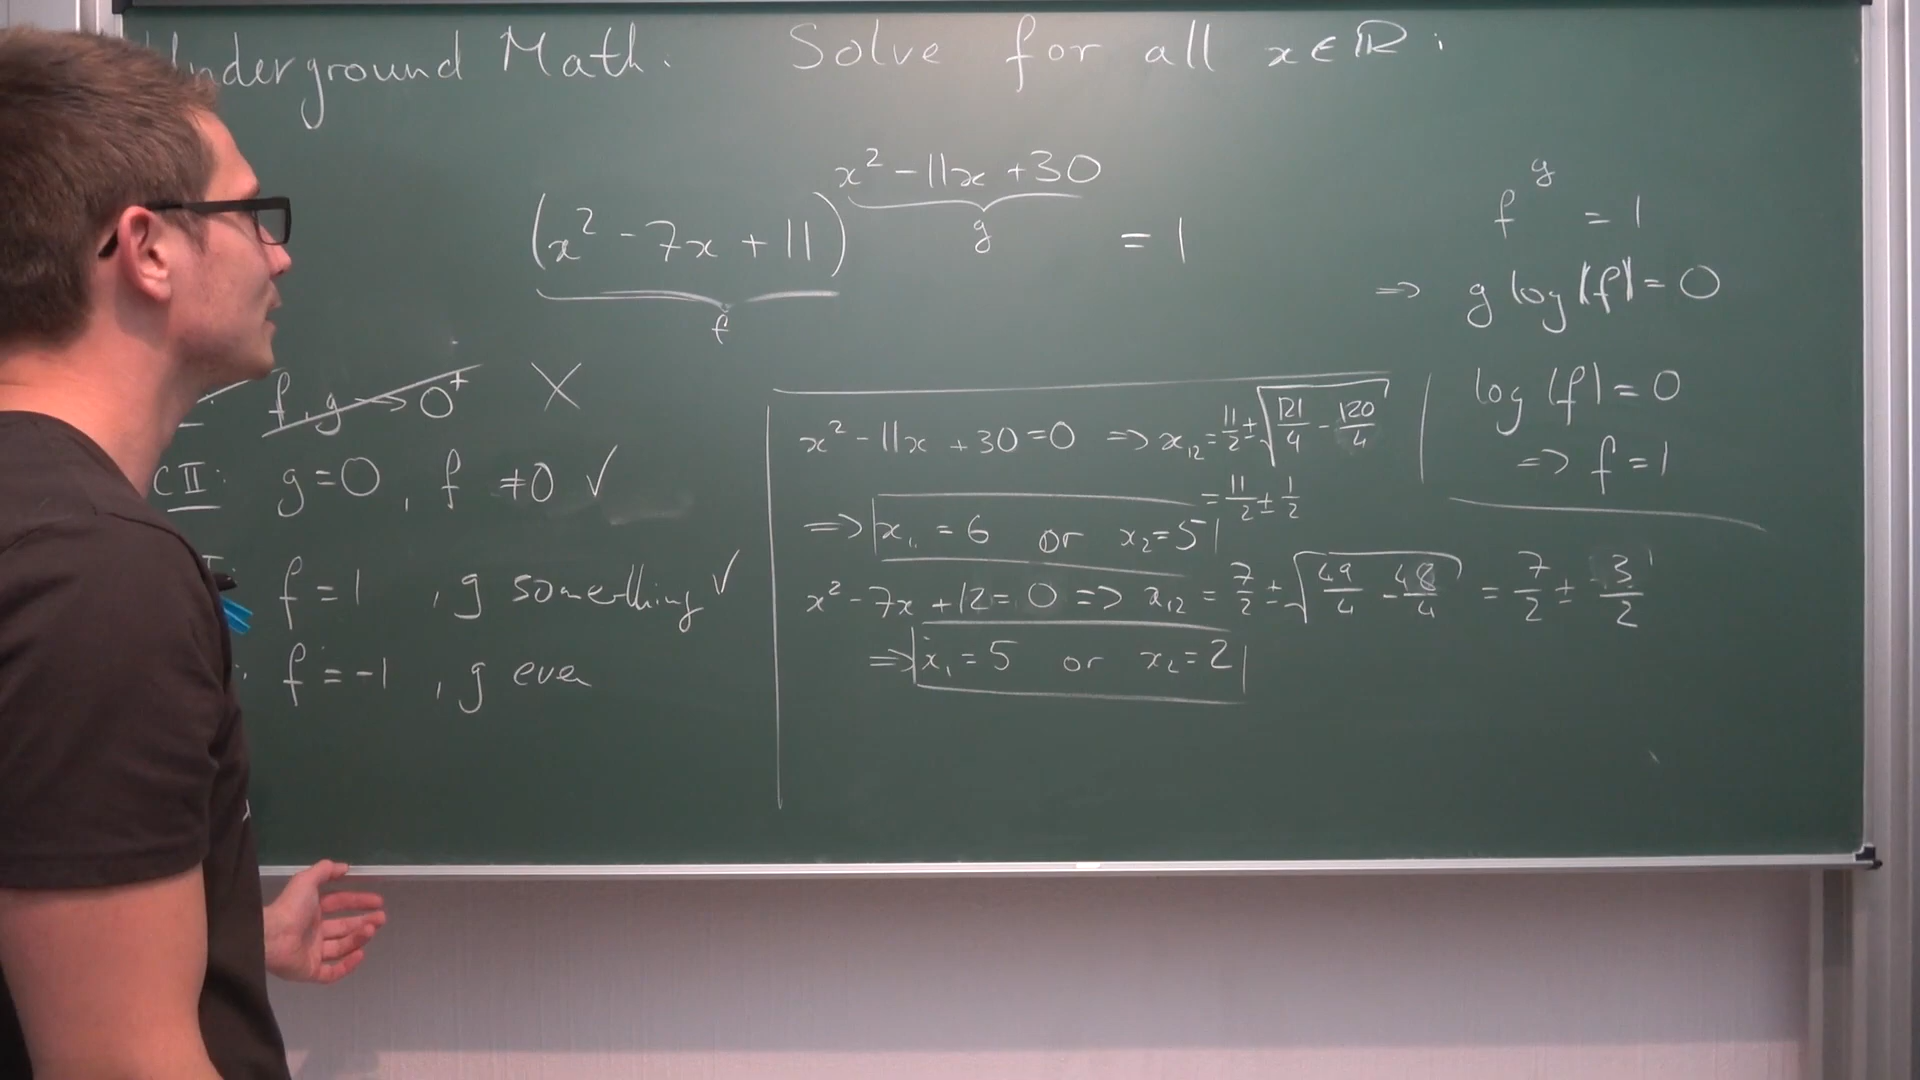 Underground Math. Solve for all x∈ℝ:
(x² - 7x + 11)^(x² - 11x + 30) = 1
g
f
f^g = 1
⇒ g log|f| = 0
log|f| = 0
⇒ f = 1
f, g → 0⁺ ×
CII: g = 0, f ≠ 0 ✓
f = 1, g something ✓
f = -1, g even
x² - 11x + 30 = 0 ⇒ x₁₂ = 11/2 ± √(121/4 - 120/4)
= 11/2 ± 1/2
⇒ x₁ = 6 or x₂ = 5
x² - 7x + 12 = 0 ⇒ x₁₂ = 7/2 ± √(49/4 - 48/4) = 7/2 ± 3/2
⇒ x₁ = 5 or x₂ = 2